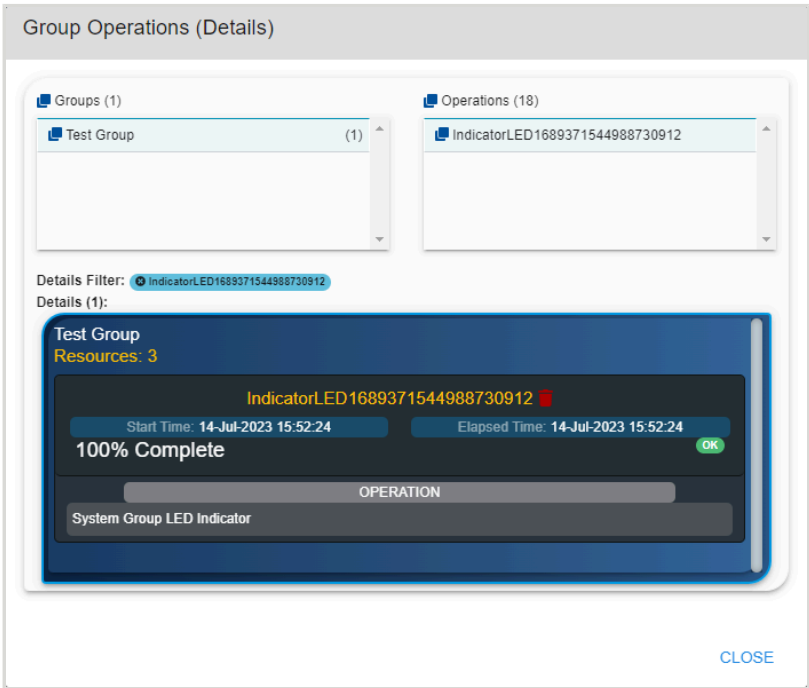 Group Operations (Details)
Groups (1)
Operations (18)
Test Group (1)
IndicatorLED1689371544988730912
Details Filter: IndicatorLED1689371544988730912
Details (1):
Test Group
Resources: 3
IndicatorLED1689371544988730912
Start Time: 14-Jul-2023 15:52:24
Elapsed Time: 14-Jul-2023 15:52:24
100% Complete
OK
OPERATION
System Group LED Indicator
CLOSE